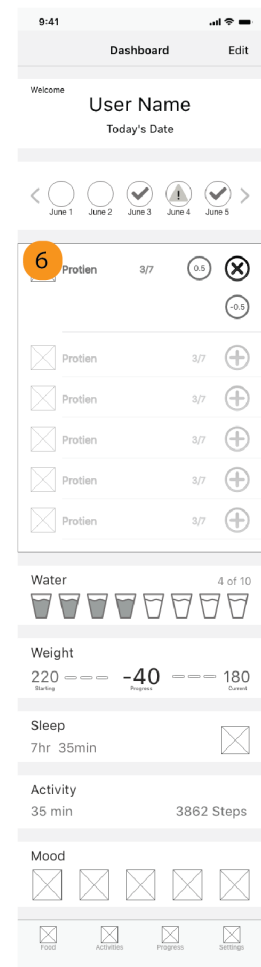 9:41
Dashboard Edit
Welcome
User Name
Today's Date
June 1 June 2 June 3 June 4 June 5
6 Protien 3/7 0.5
-0.5
Protien 3/7
Protien 3/7
Protien 3/7
Protien 3/7
Protien 3/7
Water 4 of 10
Weight
220 -40 180
Starting Progress Current
Sleep
7hr 35min
Activity
35 min 3862 Steps
Mood
Food Activities Progress Settings